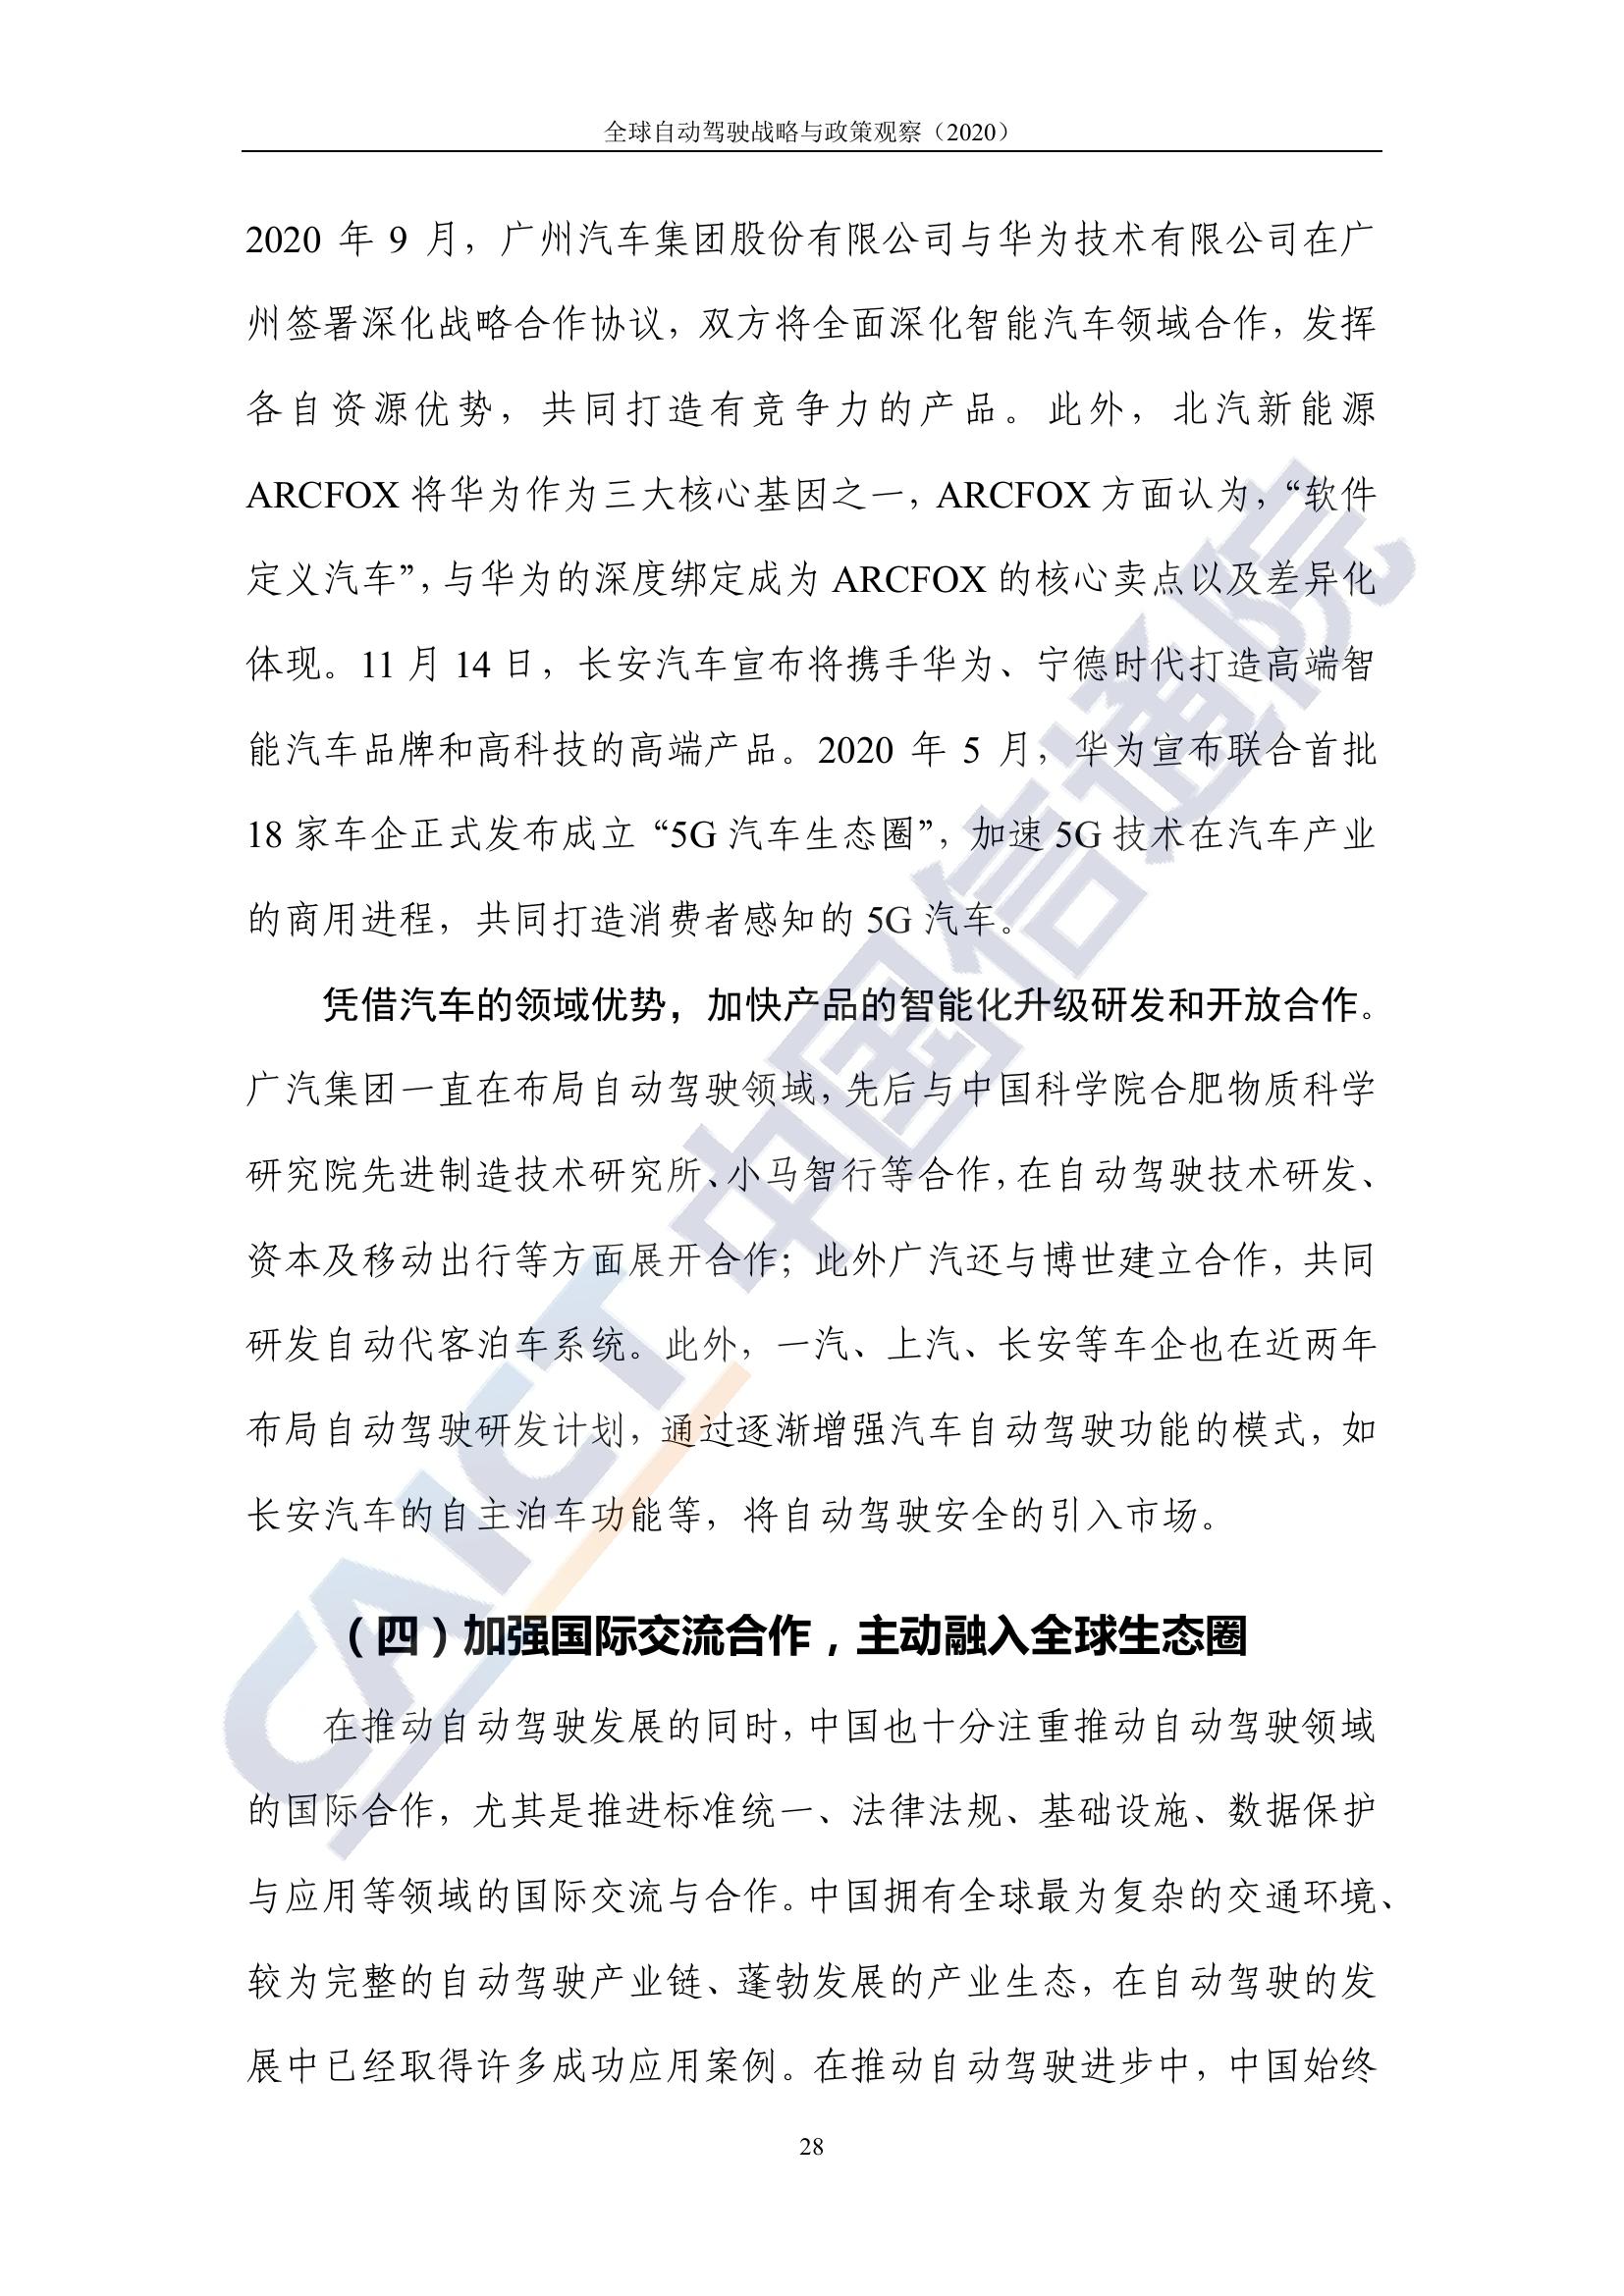 全球自动驾驶战略与政策观察（2020）
2020 年 9 月，广州汽车集团股份有限公司与华为技术有限公司在广
州签署深化战略合作协议，双方将全面深化智能汽车领域合作，发挥
各自资源优势，共同打造有竞争力的产品。此外，北汽新能源
ARCFOX 将华为作为三大核心基因之一，ARCFOX 方面认为，“软件
定义汽车”，与华为的深度绑定成为 ARCFOX 的核心卖点以及差异化
体现。11 月 14 日，长安汽车宣布将携手华为、宁德时代打造高端智
能汽车品牌和高科技的高端产品。2020 年 5 月，华为宣布联合首批
18 家车企正式发布成立“5G 汽车生态圈”，加速 5G 技术在汽车产业
的商用进程，共同打造消费者感知的 5G 汽车。
凭借汽车的领域优势，加快产品的智能化升级研发和开放合作。
广汽集团一直在布局自动驾驶领域，先后与中国科学院合肥物质科学
研究院先进制造技术研究所、小马智行等合作，在自动驾驶技术研发、
资本及移动出行等方面展开合作；此外广汽还与博世建立合作，共同
研发自动代客泊车系统。此外，一汽、上汽、长安等车企也在近两年
布局自动驾驶研发计划，通过逐渐增强汽车自动驾驶功能的模式，如
长安汽车的自主泊车功能等，将自动驾驶安全的引入市场。
（四）加强国际交流合作，主动融入全球生态圈
在推动自动驾驶发展的同时，中国也十分注重推动自动驾驶领域
的国际合作，尤其是推进标准统一、法律法规、基础设施、数据保护
与应用等领域的国际交流与合作。中国拥有全球最为复杂的交通环境、
较为完整的自动驾驶产业链、蓬勃发展的产业生态，在自动驾驶的发
展中已经取得许多成功应用案例。在推动自动驾驶进步中，中国始终
28
CAICT 中国信通院